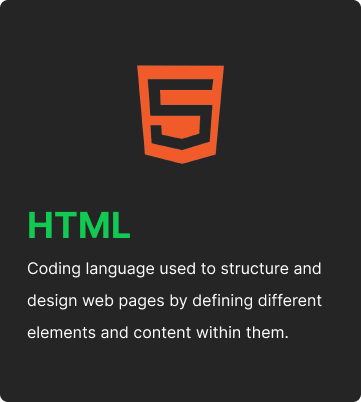 HTML
Coding language used to structure and
design web pages by defining different
elements and content within them.